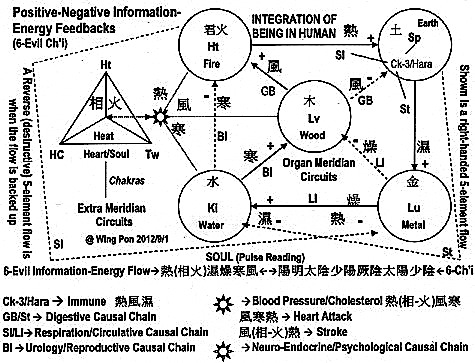 Positive-Negative Information-
Energy Feedbacks
(6-Evil Ch'i)
INTEGRATION OF
BEING IN HUMAN
君火
Ht
Fire
熱
+
SI
土 Earth
Sp
Ck-3/Hara
St
風
+
GB
風
-
GB
木
Lv
Wood
Organ Meridian
Circuits
寒
-
BI
寒
+
BI
燥
-
LI
濕
+
金
Lu
Metal
水
Ki
Water
燥
+
LI
濕
-
熱
-
St
SI
熱
風
寒
Ht
相火
Heat
HC
Heart/Soul
Tw
Chakras
Extra Meridian
Circuits
@ Wing Pon 2012/9/1
A Reverse (destructive) 5-element flow is
when the flow is backed up
Shown is a right-handed 5-element flow
SOUL (Pulse Reading)
6-Evil Information-Energy Flow→熱(相火)濕燥寒風←→陽明太陰少陽厥陰太陽少陰←6-Ch'i
Ck-3/Hara → Immune 熱風濕
GB/St → Digestive Causal Chain
SI/LI → Respiration/Circulative Causal Chain
BI → Urology/Reproductive Causal Chain
→ Blood Pressure/Cholesterol 熱(相-火)風寒
風寒熱 → Heart Attack
風(相-火)熱 → Stroke
→ Neuro-Endocrine/Psychological Causal Chain